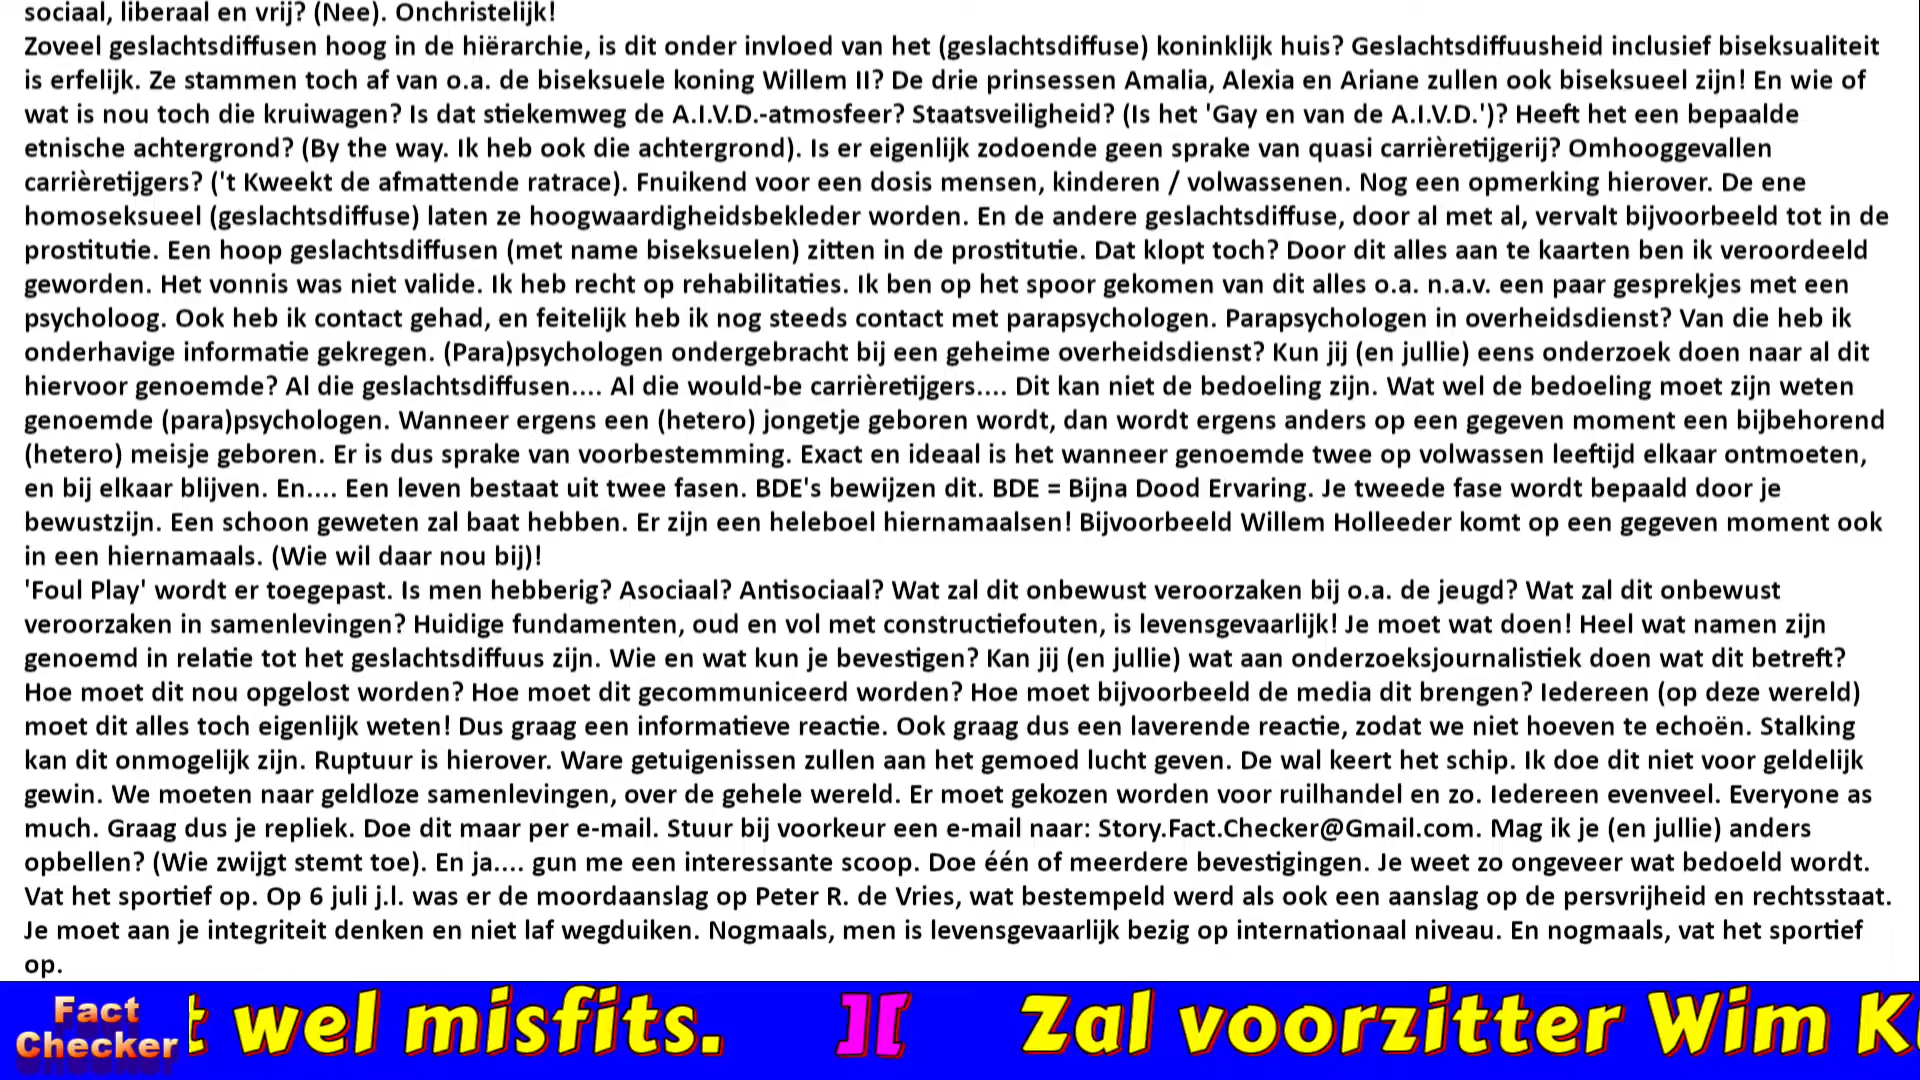 sociaal, liberaal en vrij? (Nee). Onchristelijk!
Zoveel geslachtsdiffusen hoog in de hiërarchie, is dit onder invloed van het (geslachtsdiffuse) koninklijk huis? Geslachtsdiffuusheid inclusief biseksualiteit
is erfelijk. Ze stammen toch af van o.a. de biseksuele koning Willem II? De drie prinsessen Amalia, Alexia en Ariane zullen ook biseksueel zijn! En wie of
wat is nou toch die kruiwagen? Is dat stiekemweg de A.I.V.D.-atmosfeer? Staatsveiligheid? (Is het 'Gay en van de A.I.V.D.')? Heeft het een bepaalde
etnische achtergrond? (By the way. Ik heb ook die achtergrond). Is er eigenlijk zodoende geen sprake van quasi carrièretijgerij? Omhooggevallen
carrièretijgers? ('t Kweekt de afmattende ratrace). Fnuikend voor een dosis mensen, kinderen / volwassenen. Nog een opmerking hierover. De ene
homoseksueel (geslachtsdiffuse) laten ze hoogwaardigheidsbekleder worden. En de andere geslachtsdiffuse, door al met al, vervalt bijvoorbeeld tot in de
prostitutie. Een hoop geslachtsdiffusen (met name biseksuelen) zitten in de prostitutie. Dat klopt toch? Door dit alles aan te kaarten ben ik veroordeeld
geworden. Het vonnis was niet valide. Ik heb recht op rehabilitaties. Ik ben op het spoor gekomen van dit alles o.a. n.a.v. een paar gesprekjes met een
psycholoog. Ook heb ik contact gehad, en feitelijk heb ik nog steeds contact met parapsychologen. Parapsychologen in overheidsdienst? Van die heb ik
onderhavige informatie gekregen. (Para)psychologen ondergebracht bij een geheime overheidsdienst? Kun jij (en jullie) eens onderzoek doen naar al dit
hiervoor genoemde? Al die geslachtsdiffusen.... Al die would-be carrièretijgers.... Dit kan niet de bedoeling zijn. Wat wel de bedoeling moet zijn weten
genoemde (para)psychologen. Wanneer ergens een (hetero) jongetje geboren wordt, dan wordt ergens anders op een gegeven moment een bijbehorend
(hetero) meisje geboren. Er is dus sprake van voorbestemming. Exact en ideaal is het wanneer genoemde twee op volwassen leeftijd elkaar ontmoeten,
en bij elkaar blijven. En.... Een leven bestaat uit twee fasen. BDE's bewijzen dit. BDE = Bijna Dood Ervaring. Je tweede fase wordt bepaald door je
bewustzijn. Een schoon geweten zal baat hebben. Er zijn een heleboel hiernamaalsen! Bijvoorbeeld Willem Holleeder komt op een gegeven moment ook
in een hiernamaals. (Wie wil daar nou bij)!
'Foul Play' wordt er toegepast. Is men hebberig? Asociaal? Antisociaal? Wat zal dit onbewust veroorzaken bij o.a. de jeugd? Wat zal dit onbewust
veroorzaken in samenlevingen? Huidige fundamenten, oud en vol met constructiefouten, is levensgevaarlijk! Je moet wat doen! Heel wat namen zijn
genoemd in relatie tot het geslachtsdiffuus zijn. Wie en wat kun je bevestigen? Kan jij (en jullie) wat aan onderzoeksjournalistiek doen wat dit betreft?
Hoe moet dit nou opgelost worden? Hoe moet dit gecommuniceerd worden? Hoe moet bijvoorbeeld de media dit brengen? Iedereen (op deze wereld)
moet dit alles toch eigenlijk weten! Dus graag een informatieve reactie. Ook graag dus een laverende reactie, zodat we niet hoeven te echoën. Stalking
kan dit onmogelijk zijn. Ruptuur is hierover. Ware getuigenissen zullen aan het gemoed lucht geven. De wal keert het schip. Ik doe dit niet voor geldelijk
gewin. We moeten naar geldloze samenlevingen, over de gehele wereld. Er moet gekozen worden voor ruilhandel en zo. Iedereen evenveel. Everyone as
much. Graag dus je repliek. Doe dit maar per e-mail. Stuur bij voorkeur een e-mail naar: Story.Fact.Checker@Gmail.com. Mag ik je (en jullie) anders
opbellen? (Wie zwijgt stemt toe). En ja.... gun me een interessante scoop. Doe één of meerdere bevestigingen. Je weet zo ongeveer wat bedoeld wordt.
Vat het sportief op. Op 6 juli j.l. was er de moordaanslag op Peter R. de Vries, wat bestempeld werd als ook een aanslag op de persvrijheid en rechtsstaat.
Je moet aan je integriteit denken en niet laf wegduiken. Nogmaals, men is levensgevaarlijk bezig op internationaal niveau. En nogmaals, vat het sportief
op.
Fact Checker
t wel misfits. ][ Zal voorzitter Wim K